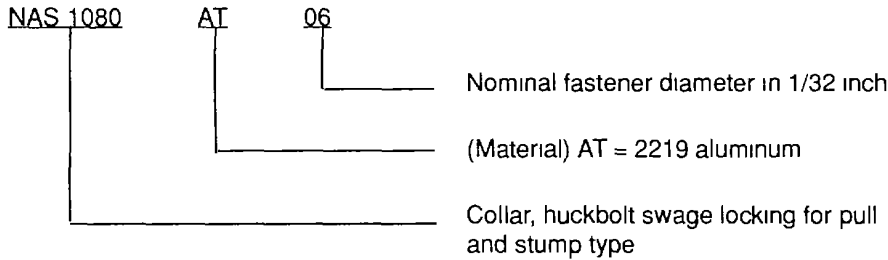 NAS 1080 AT 06
Nominal fastener diameter in 1/32 inch
(Material) AT = 2219 aluminum
Collar, huckbolt swage locking for pull
and stump type